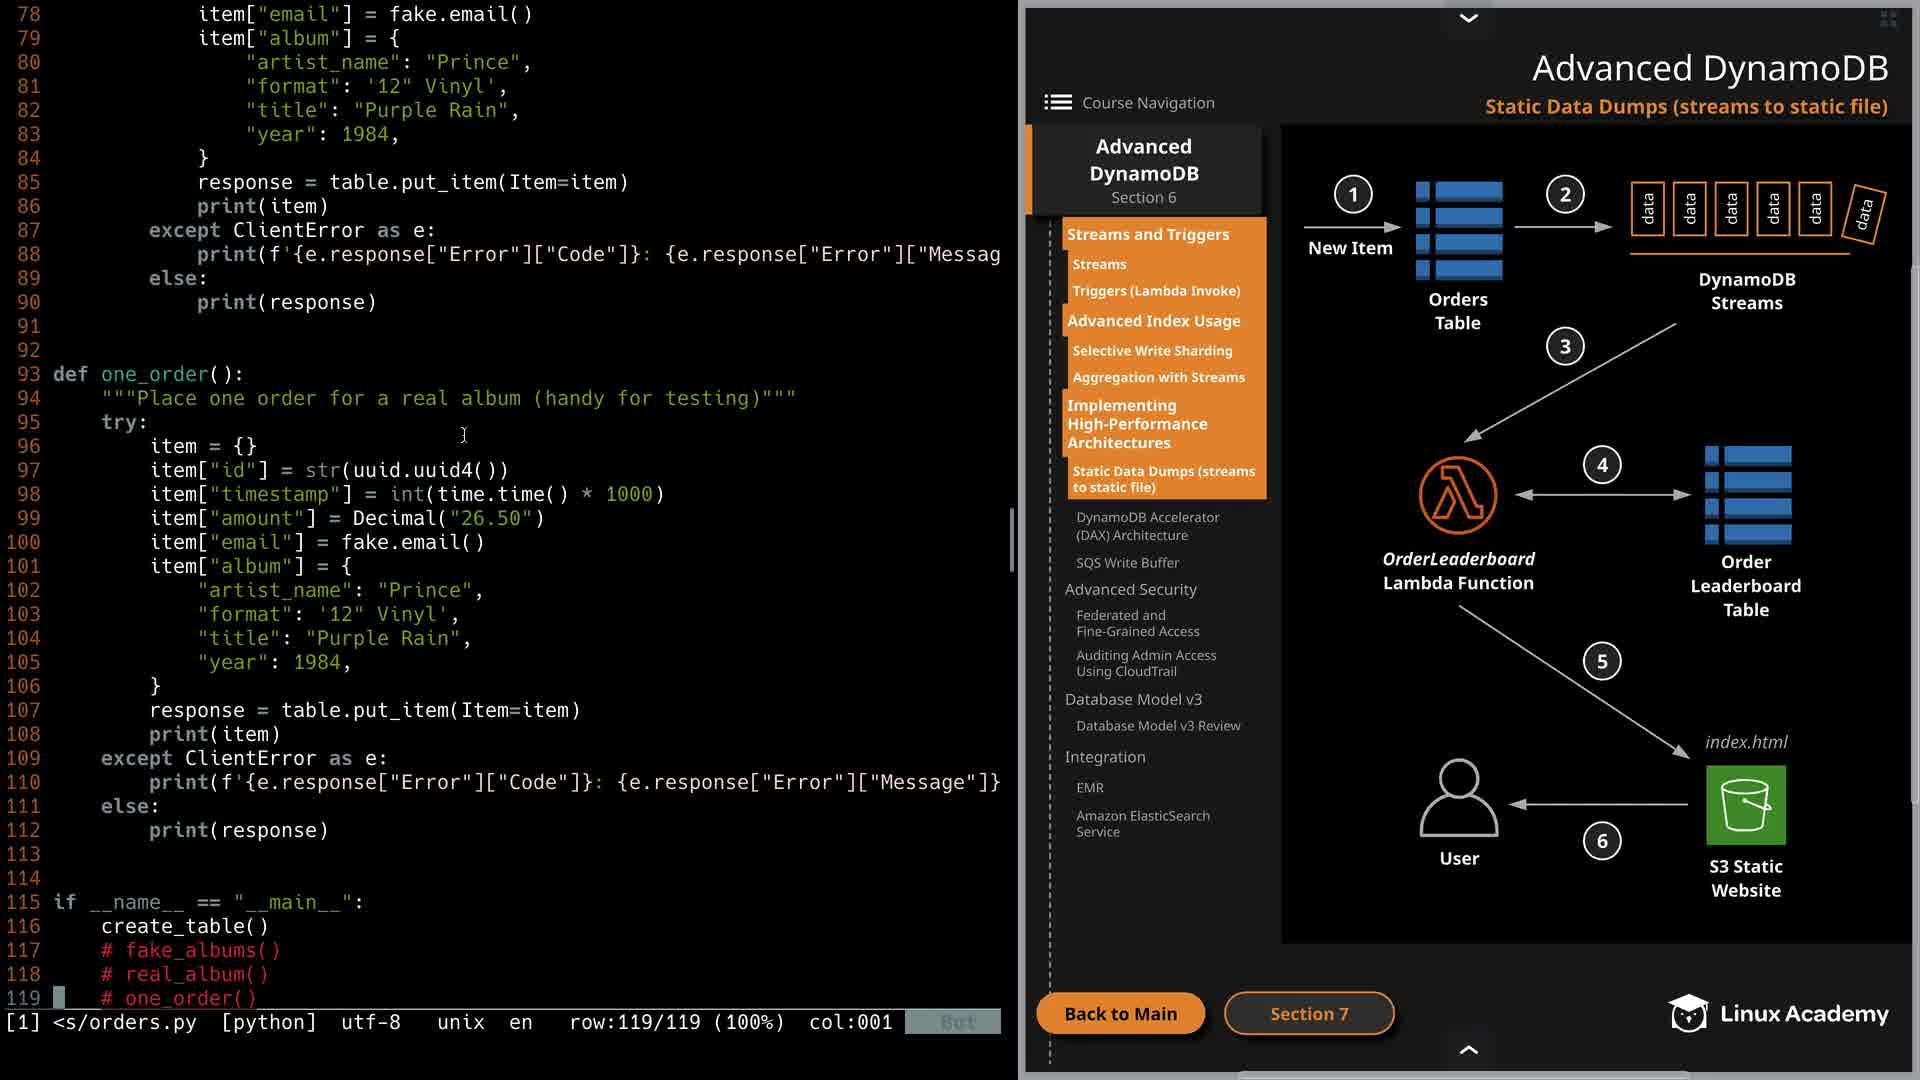 78 item["email"] = fake.email()
79 item["album"] = {
80 "artist_name": "Prince",
81 "format": '12" Vinyl',
82 "title": "Purple Rain",
83 "year": 1984,
84 }
85 response = table.put_item(Item=item)
86 print(item)
87 except ClientError as e:
88 print(f'{e.response["Error"]["Code"]}: {e.response["Error"]["Messag
89 else:
90 print(response)
91
92
93 def one_order():
94 """Place one order for a real album (handy for testing)"""
95 try:
96 item = {}
97 item["id"] = str(uuid.uuid4())
98 item["timestamp"] = int(time.time() * 1000)
99 item["amount"] = Decimal("26.50")
100 item["email"] = fake.email()
101 item["album"] = {
102 "artist_name": "Prince",
103 "format": '12" Vinyl',
104 "title": "Purple Rain",
105 "year": 1984,
106 }
107 response = table.put_item(Item=item)
108 print(item)
109 except ClientError as e:
110 print(f'{e.response["Error"]["Code"]}: {e.response["Error"]["Message"]}
111 else:
112 print(response)
113
114
115 if __name__ == "__main__":
116 create_table()
117 # fake_albums()
118 # real_album()
119 # one_order()
[1] <s/orders.py [python] utf-8 unix en row:119/119 (100%) col:001 Bot
Advanced DynamoDB
Static Data Dumps (streams to static file)
Course Navigation
Advanced
DynamoDB
Section 6
Streams and Triggers
Streams
Triggers (Lambda Invoke)
Advanced Index Usage
Selective Write Sharding
Aggregation with Streams
Implementing
High-Performance
Architectures
Static Data Dumps (streams
to static file)
DynamoDB Accelerator
(DAX) Architecture
SQS Write Buffer
Advanced Security
Federated and
Fine-Grained Access
Auditing Admin Access
Using CloudTrail
Database Model v3
Database Model v3 Review
Integration
EMR
Amazon ElasticSearch
Service
1
New Item
Orders
Table
2
data data data data data data
DynamoDB
Streams
3
OrderLeaderboard
Lambda Function
4
Order
Leaderboard
Table
5
index.html
S3 Static
Website
6
User
Back to Main
Section 7
Linux Academy